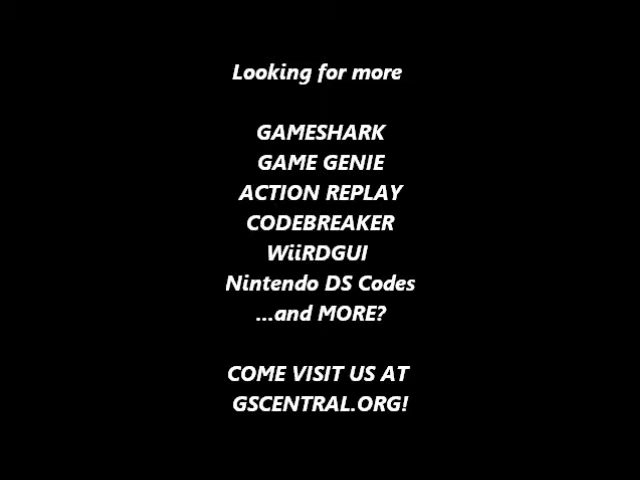 Looking for more
GAMESHARK
GAME GENIE
ACTION REPLAY
CODEBREAKER
WiiRDGUI
Nintendo DS Codes
...and MORE?
COME VISIT US AT
GSCENTRAL.ORG!